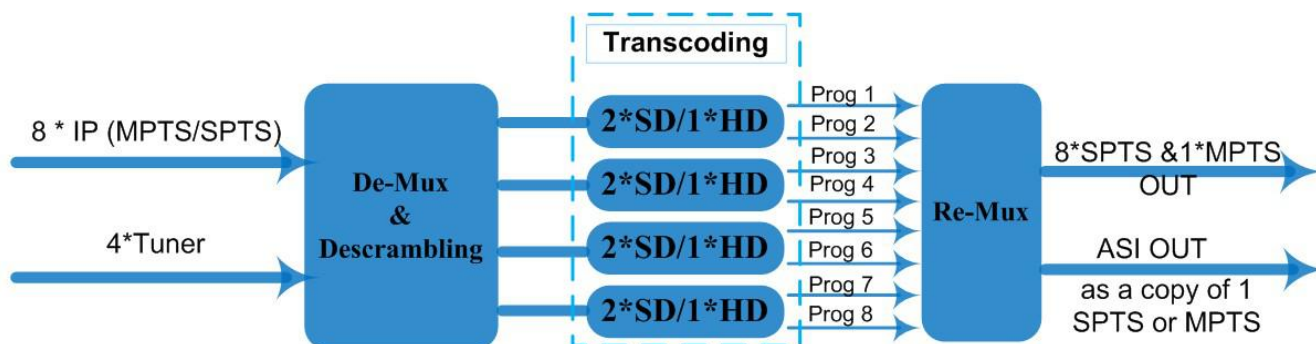 Transcoding
8 * IP (MPTS/SPTS)
4*Tuner
De-Mux
&
Descrambling
2*SD/1*HD
2*SD/1*HD
2*SD/1*HD
2*SD/1*HD
Prog 1
Prog 2
Prog 3
Prog 4
Prog 5
Prog 6
Prog 7
Prog 8
Re-Mux
8*SPTS &1*MPTS
OUT
ASI OUT
as a copy of 1
SPTS or MPTS